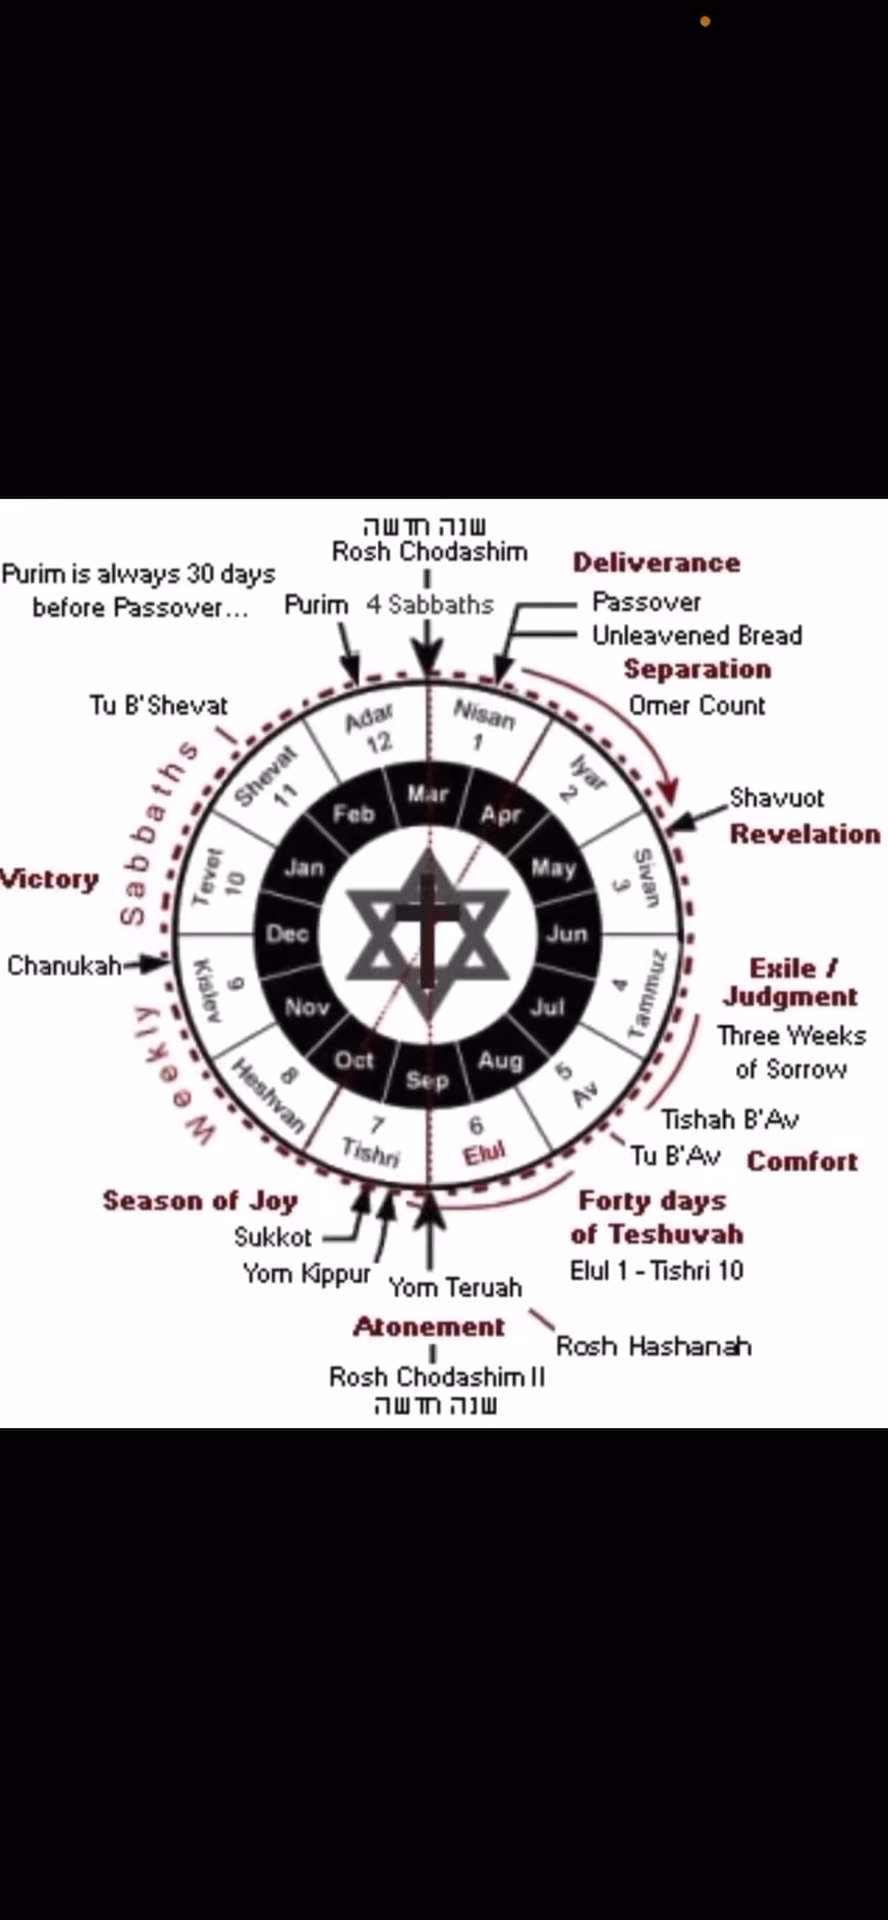 שנה חדשה
Rosh Chodashim
Deliverance
Purim is always 30 days
before Passover...
Purim
4 Sabbaths
Passover
Unleavened Bread
Separation
Omer Count
Tu B'Shevat
Shavuot
Revelation
Victory
Chanukah
Weekly Sabbaths
Exile /
Judgment
Three Weeks
of Sorrow
Tishah B'Av
Tu B'Av
Comfort
Forty days
of Teshuvah
Elul 1 - Tishri 10
Season of Joy
Sukkot
Yom Kippur
Yom Teruah
Atonement
Rosh Hashanah
Rosh Chodashim II
שנה חדשה
Nisan
1
Iyar
2
Sivan
3
Tammuz
4
Av
5
Elul
6
Tishri
7
Heshvan
8
Kislev
9
Tevet
10
Shevat
11
Adar
12
Mar
Apr
May
Jun
Jul
Aug
Sep
Oct
Nov
Dec
Jan
Feb